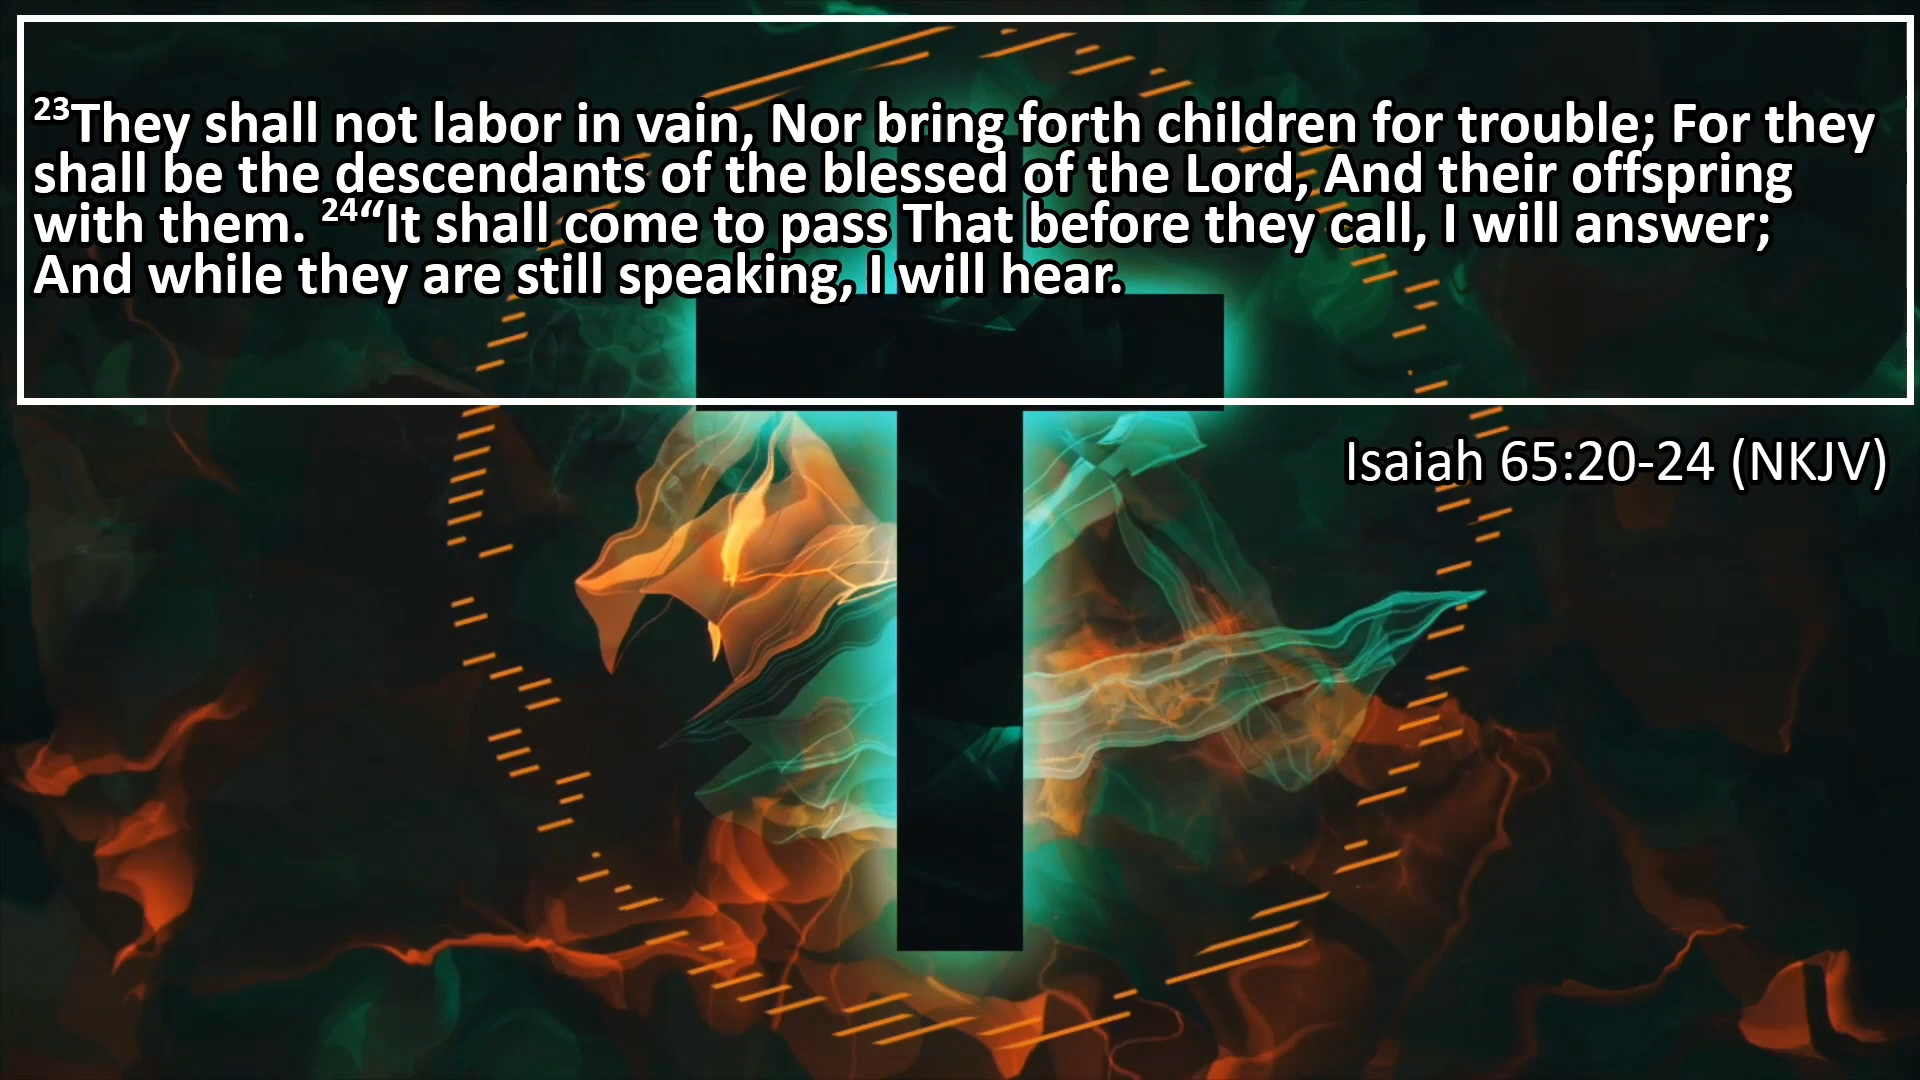 ²³They shall not labor in vain, Nor bring forth children for trouble; For they
shall be the descendants of the blessed of the Lord, And their offspring
with them. ²⁴“It shall come to pass That before they call, I will answer;
And while they are still speaking, I will hear.
Isaiah 65:20-24 (NKJV)